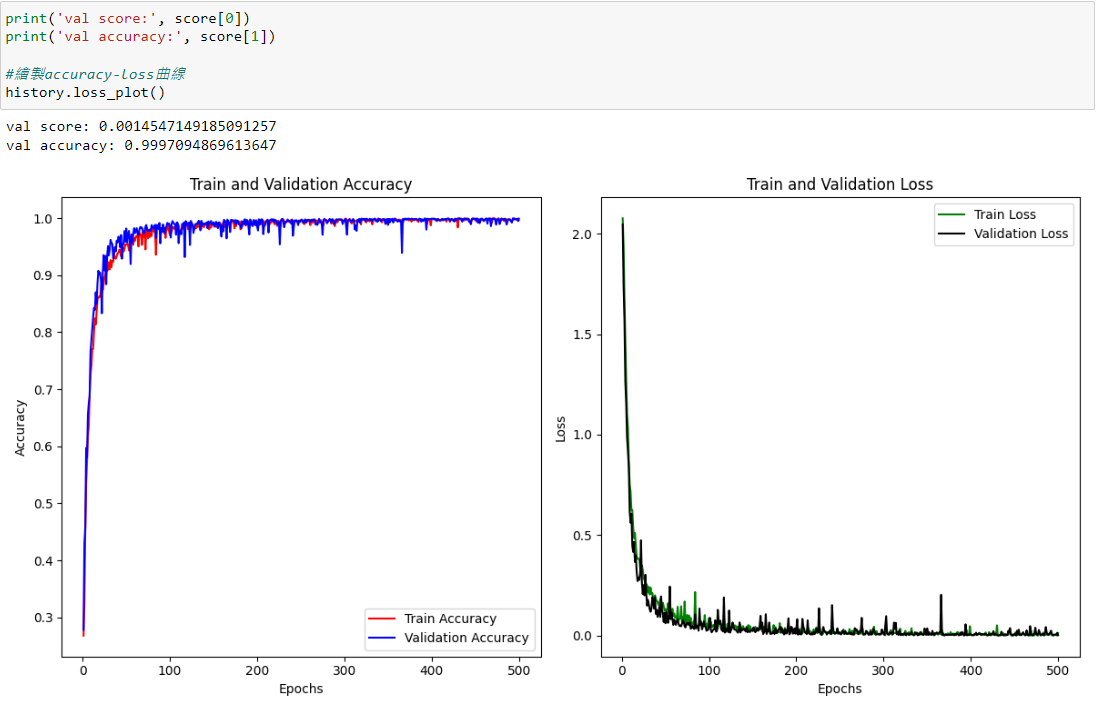 print('val score:', score[0])
print('val accuracy:', score[1])
#繪製accuracy-loss曲線
history.loss_plot()
val score: 0.0014547149185091257
val accuracy: 0.9997094869613647
Train and Validation Accuracy
1.0
0.9
0.8
0.7
0.6
0.5
0.4
0.3
Accuracy
Train Accuracy
Validation Accuracy
0 100 200 300 400 500
Epochs
Train and Validation Loss
Train Loss
Validation Loss
2.0
1.5
1.0
0.5
0.0
Loss
0 100 200 300 400 500
Epochs